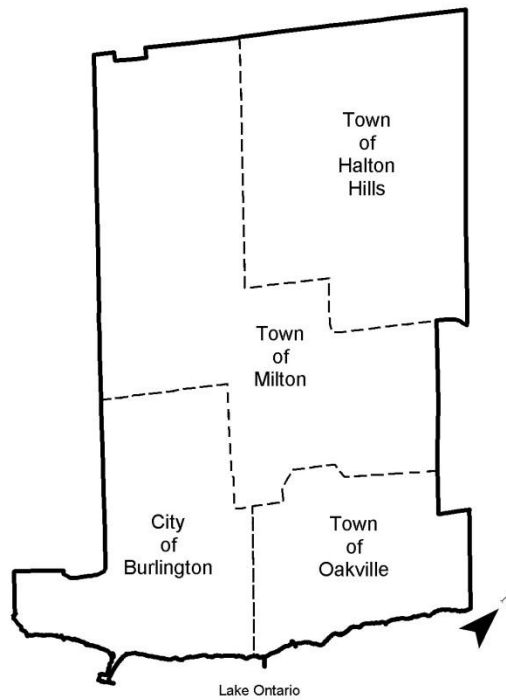 Town
of
Halton
Hills
Town
of
Milton
City
of
Burlington
Town
of
Oakville
Lake Ontario